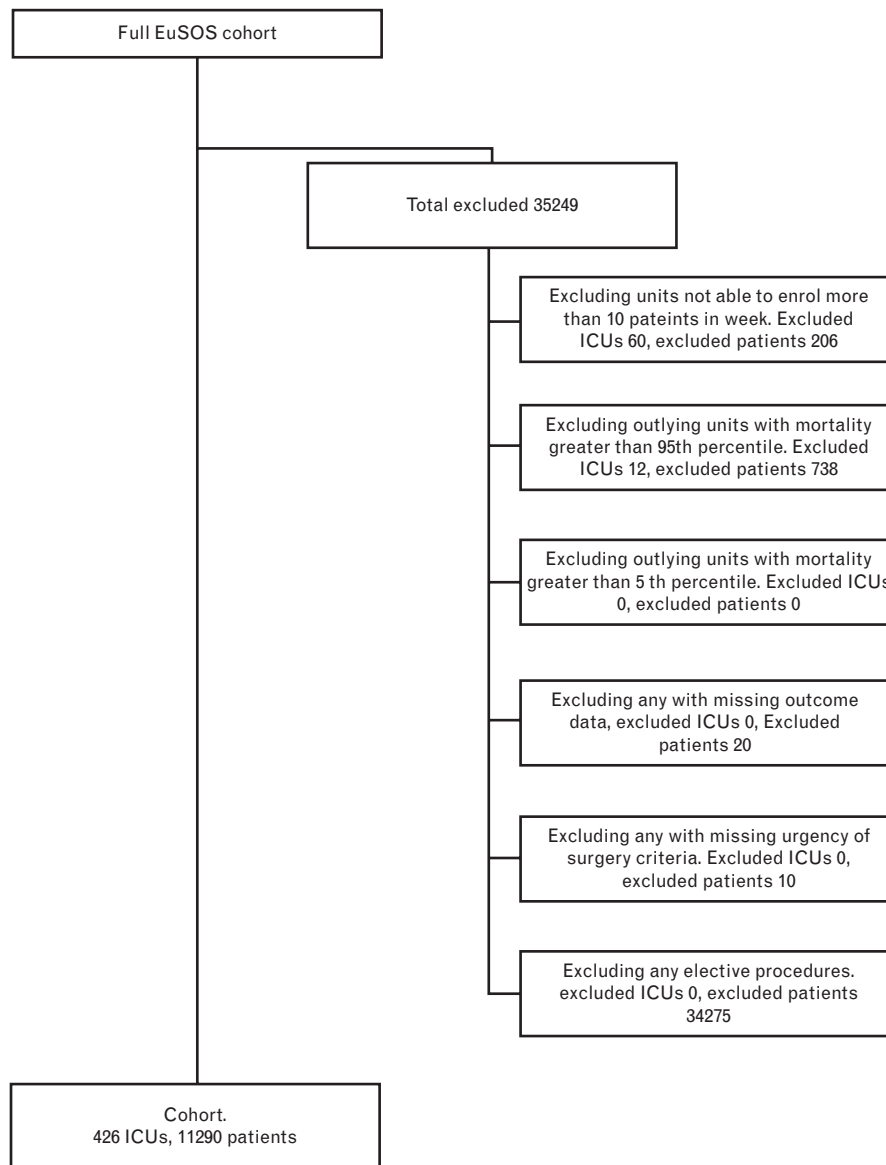 Full EuSOS cohort
Total excluded 35249
Excluding units not able to enrol more
than 10 pateints in week. Excluded
ICUs 60, excluded patients 206
Excluding outlying units with mortality
greater than 95th percentile. Excluded
ICUs 12, excluded patients 738
Excluding outlying units with mortality
greater than 5 th percentile. Excluded ICUs
0, excluded patients 0
Excluding any with missing outcome
data, excluded ICUs 0, Excluded
patients 20
Excluding any with missing urgency of
surgery criteria. Excluded ICUs 0,
excluded patients 10
Excluding any elective procedures.
excluded ICUs 0, excluded patients
34275
Cohort.
426 ICUs, 11290 patients